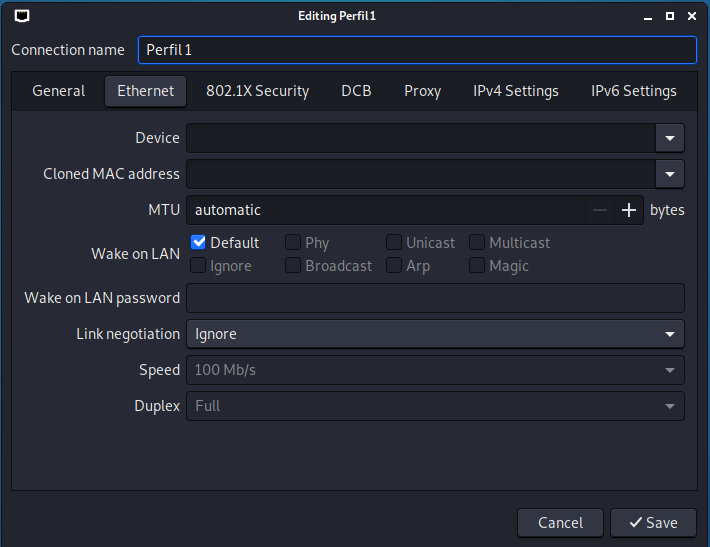 Editing Perfil1
Connection name Perfil 1
General Ethernet 802.1X Security DCB Proxy IPv4 Settings IPv6 Settings
Device
Cloned MAC address
MTU automatic bytes
Wake on LAN Default Phy Unicast Multicast
Ignore Broadcast Arp Magic
Wake on LAN password
Link negotiation Ignore
Speed 100 Mb/s
Duplex Full
Cancel Save